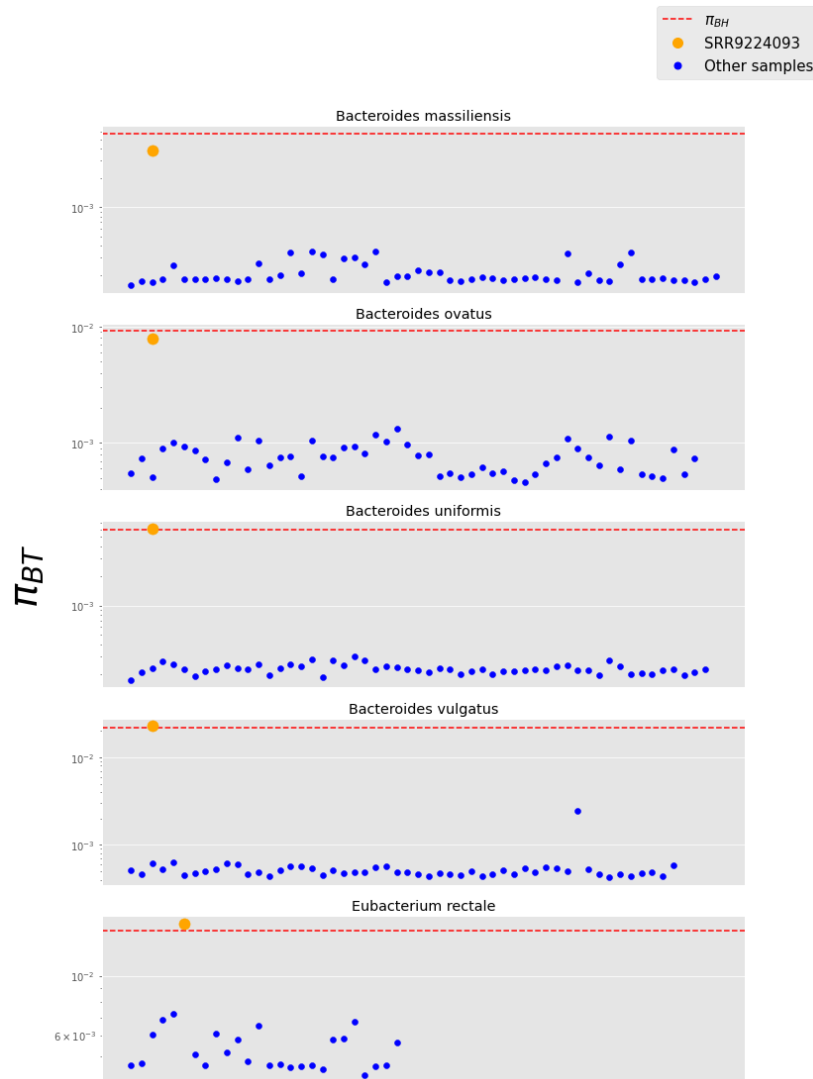 π_BH
SRR9224093
Other samples
Bacteroides massiliensis
10⁻³
Bacteroides ovatus
10⁻²
10⁻³
Bacteroides uniformis
10⁻³
π_BT
Bacteroides vulgatus
10⁻²
10⁻³
Eubacterium rectale
10⁻²
6 × 10⁻³